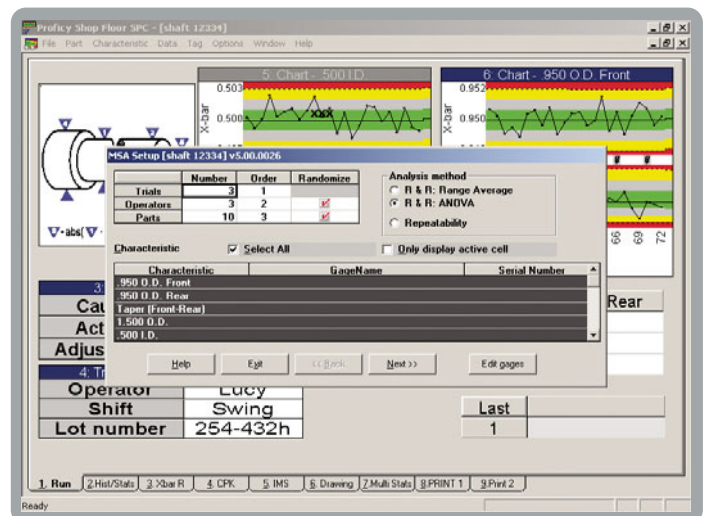 Proficy Shop Floor SPC - [shaft 12334]
File Part Characteristic Data Tag Options Window Help
5: Chart - .500 I.D.
6: Chart - .950 O.D. Front
0.503
0.500
X-bar
0.952
0.950
X-bar
MSA Setup [shaft 12334] v5.00.0026
Number Order Randomize
Trials 3 1
Operators 3 2
Parts 10 3
Analysis method
R & R: Range Average
R & R: ANOVA
Repeatability
Characteristic
Select All
Only display active cell
Characteristic GageName Serial Number
.950 O.D. Front
.950 O.D. Rear
Taper (Front-Rear)
1.500 O.D.
.500 I.D.
Help Exit << Back Next >> Edit gages
66 69 72
Rear
3:
Cau
Act
Adjus
4: Tr
Operator Lucy
Shift Swing
Lot number 254-432h
Last
1
1. Run 2.Hist/Stats 3.Xbar R 4. CPK 5. IMS 6. Drawing 7.Multi Stats 8.PRINT 1 9.Print 2
Ready